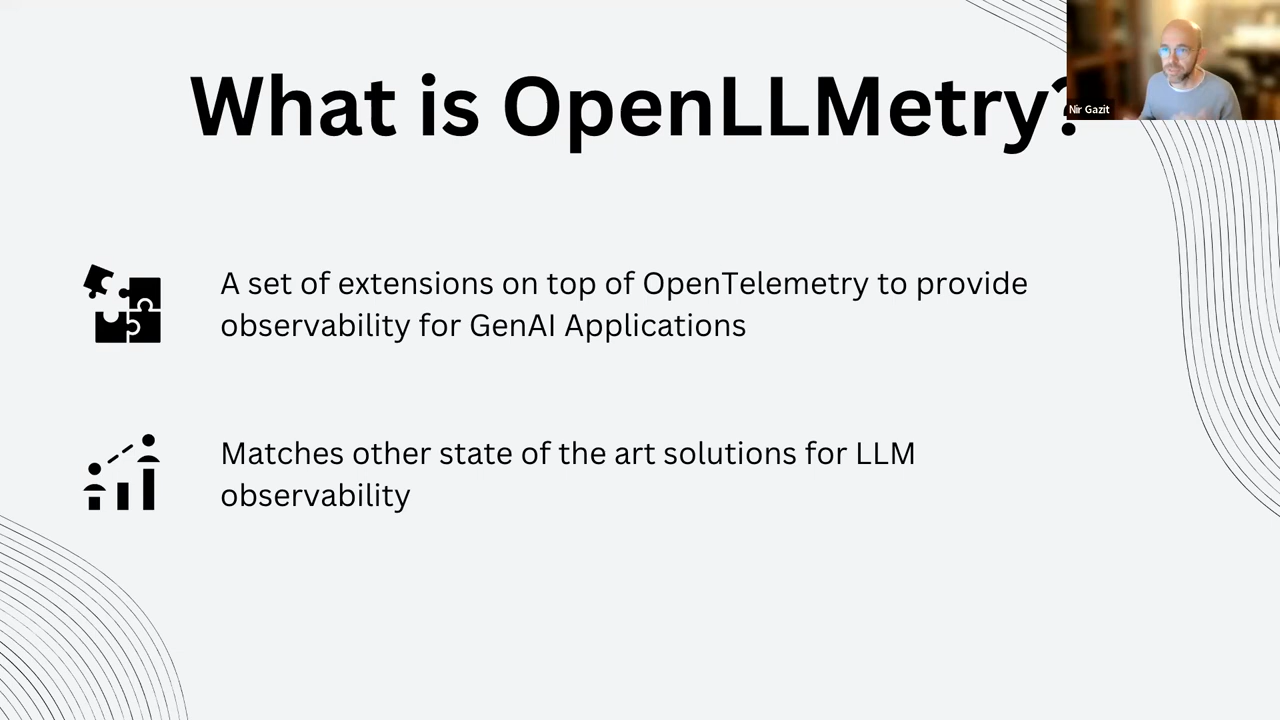 What is OpenLLMetry?
Nir Gazit
A set of extensions on top of OpenTelemetry to provide
observability for GenAI Applications
Matches other state of the art solutions for LLM
observability